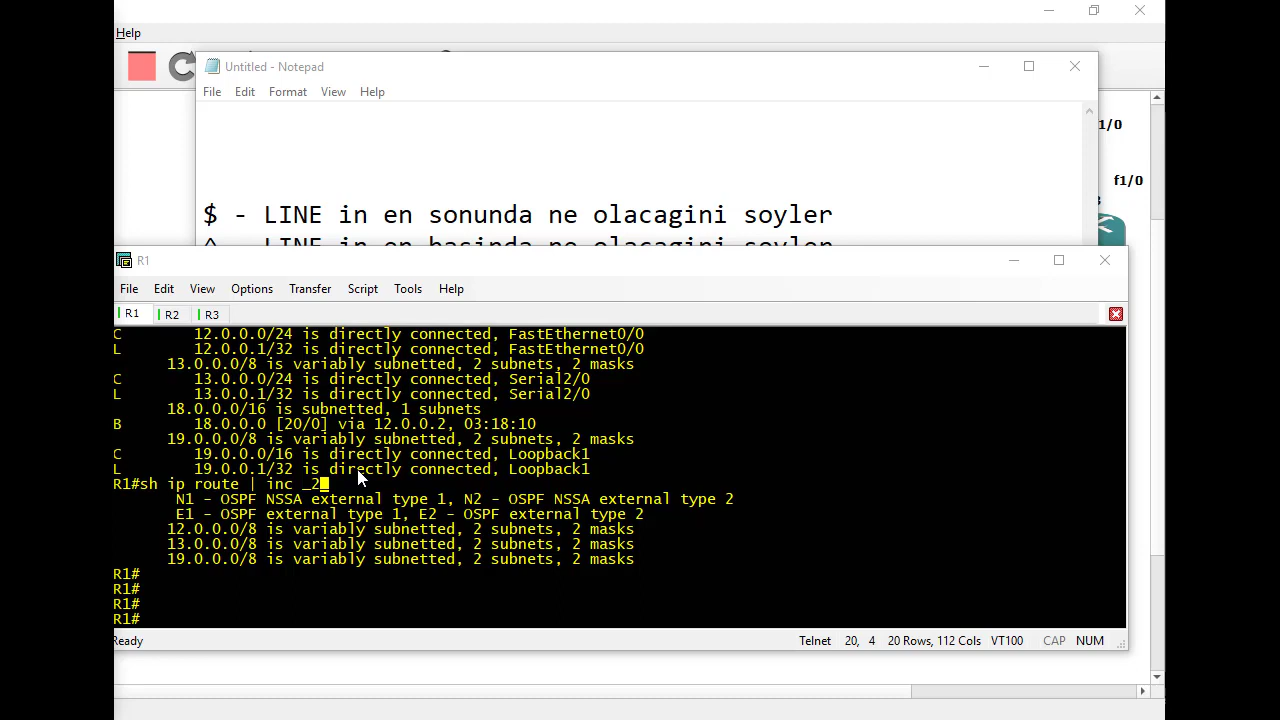 Help
Untitled - Notepad
File Edit Format View Help
1/0
f1/0
$ - LINE in en sonunda ne olacagini soyler
^ - LINE in en basinda ne olacagini soyler
R1
File Edit View Options Transfer Script Tools Help
R1 R2 R3
C 12.0.0.0/24 is directly connected, FastEthernet0/0
L 12.0.0.1/32 is directly connected, FastEthernet0/0
13.0.0.0/8 is variably subnetted, 2 subnets, 2 masks
C 13.0.0.0/24 is directly connected, Serial2/0
L 13.0.0.1/32 is directly connected, Serial2/0
18.0.0.0/16 is subnetted, 1 subnets
B 18.0.0.0 [20/0] via 12.0.0.2, 03:18:10
19.0.0.0/8 is variably subnetted, 2 subnets, 2 masks
C 19.0.0.0/16 is directly connected, Loopback1
L 19.0.0.1/32 is directly connected, Loopback1
R1#sh ip route | inc _2
N1 - OSPF NSSA external type 1, N2 - OSPF NSSA external type 2
E1 - OSPF external type 1, E2 - OSPF external type 2
12.0.0.0/8 is variably subnetted, 2 subnets, 2 masks
13.0.0.0/8 is variably subnetted, 2 subnets, 2 masks
19.0.0.0/8 is variably subnetted, 2 subnets, 2 masks
R1#
R1#
R1#
R1#
Ready Telnet 20, 4 20 Rows, 112 Cols VT100 CAP NUM